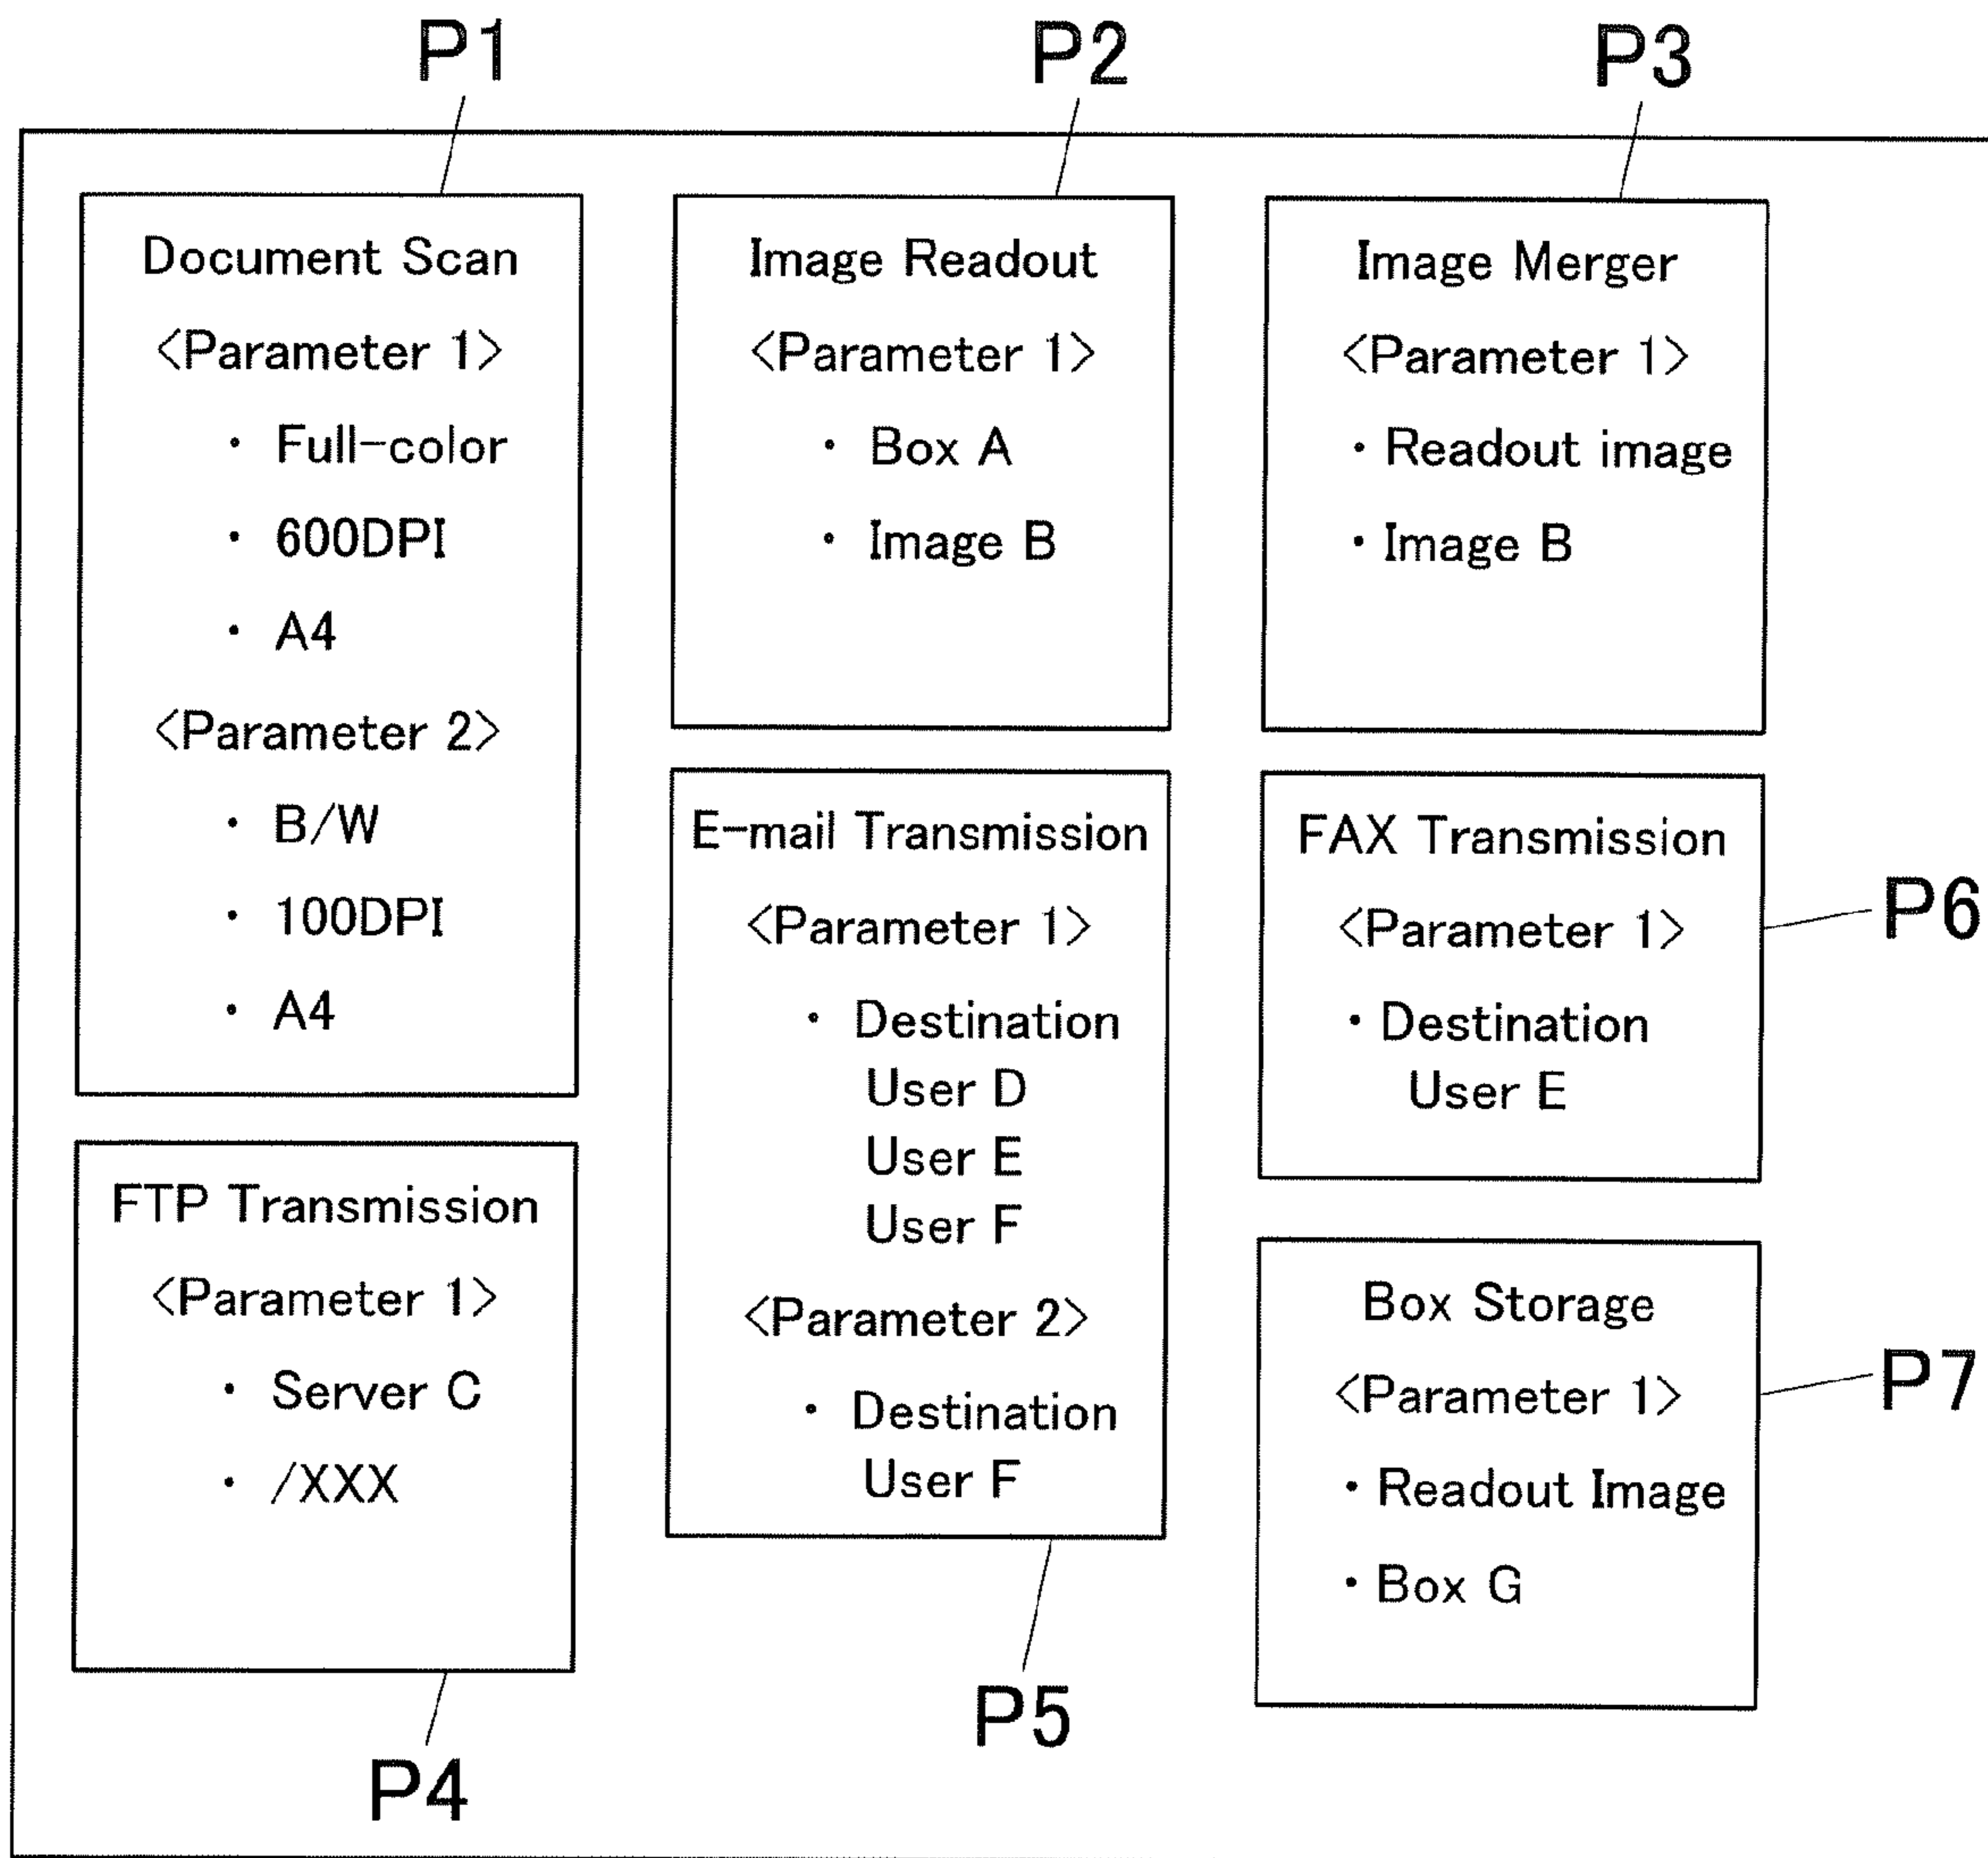 P1
P2
P3
Document Scan
<Parameter 1>
・ Full-color
・ 600DPI
・ A4
<Parameter 2>
・ B/W
・ 100DPI
・ A4
Image Readout
<Parameter 1>
・ Box A
・ Image B
Image Merger
<Parameter 1>
・Readout image
・Image B
FTP Transmission
<Parameter 1>
・ Server C
・ /XXX
P4
E-mail Transmission
<Parameter 1>
・ Destination
User D
User E
User F
<Parameter 2>
・ Destination
User F
P5
FAX Transmission
<Parameter 1>
・Destination
User E
P6
Box Storage
<Parameter 1>
・Readout Image
・Box G
P7